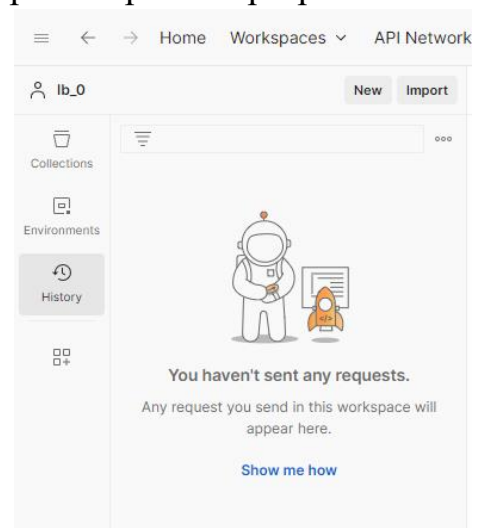 Home Workspaces API Network
lb_0 New Import
Collections
Environments
History
You haven't sent any requests.
Any request you send in this workspace will
appear here.
Show me how